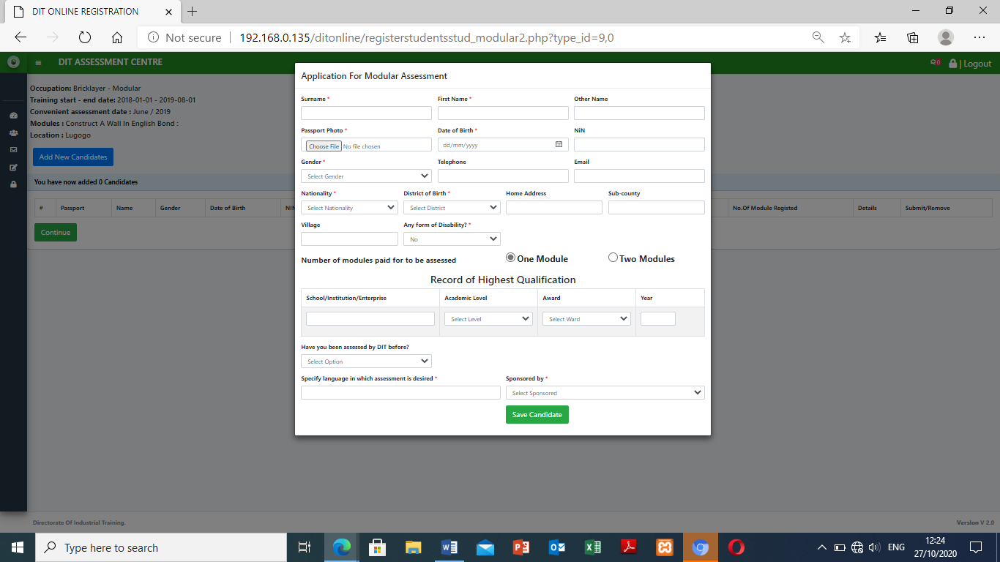 DIT ONLINE REGISTRATION
Not secure 192.168.0.135/ditonline/registerstudentsstud_modular2.php?type_id=9,0
DIT ASSESSMENT CENTRE
0 | Logout
Occupation: Bricklayer - Modular
Training start - end date: 2018-01-01 - 2019-08-01
Convenient assessment date : June / 2019
Modules : Construct A Wall In English Bond :
Location : Lugogo
Add New Candidates
You have now added 0 Candidates
# Passport Name Gender Date of Birth NIN No.Of Module Registed Details Submit/Remove
Continue
Application For Modular Assessment
Surname * First Name * Other Name
Passport Photo * Date of Birth * NiN
Choose File No file chosen dd/mm/yyyy
Gender * Telephone Email
Select Gender
Nationality * District of Birth * Home Address Sub-county
Select Nationality Select District
Village Any form of Disability? *
No
Number of modules paid for to be assessed One Module Two Modules
Record of Highest Qualification
School/Institution/Enterprise Academic Level Award Year
Select Level Select Ward
Have you been assessed by DIT before?
Select Option
Specify language in which assessment is desired * Sponsored by *
Select Sponsored
Save Candidate
Directorate Of Industrial Training. Version V 2.0
Type here to search
ENG
12:24
27/10/2020